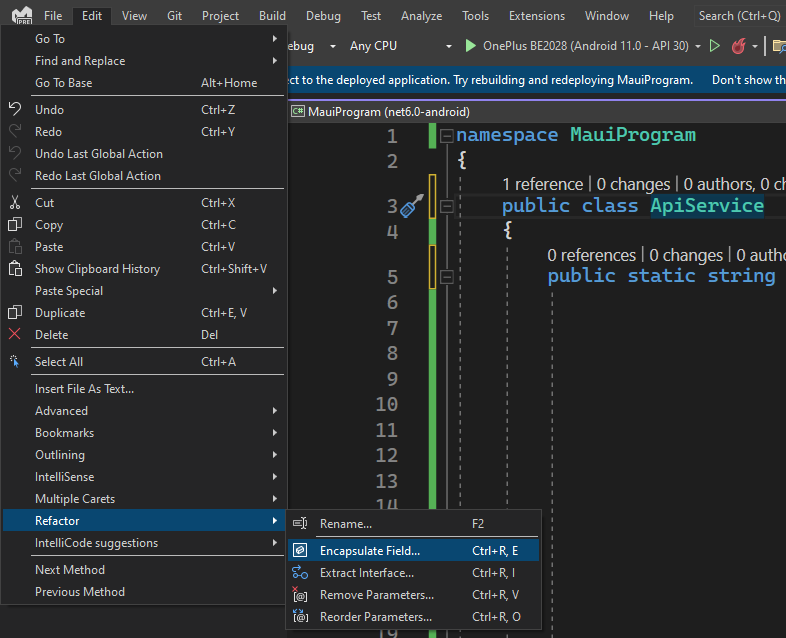 PRE File Edit View Git Project Build Debug Test Analyze Tools Extensions Window Help Search (Ctrl+Q)
ebug Any CPU OnePlus BE2028 (Android 11.0 - API 30)
ect to the deployed application. Try rebuilding and redeploying MauiProgram. Don't show th
C# MauiProgram (net6.0-android)
Go To
Find and Replace
Go To Base Alt+Home
Undo Ctrl+Z
Redo Ctrl+Y
Undo Last Global Action
Redo Last Global Action
Cut Ctrl+X
Copy Ctrl+C
Paste Ctrl+V
Show Clipboard History Ctrl+Shift+V
Paste Special
Duplicate Ctrl+E, V
Delete Del
Select All Ctrl+A
Insert File As Text...
Advanced
Bookmarks
Outlining
IntelliSense
Multiple Carets
Refactor
IntelliCode suggestions
Next Method
Previous Method
Rename... F2
Encapsulate Field... Ctrl+R, E
Extract Interface... Ctrl+R, I
Remove Parameters... Ctrl+R, V
Reorder Parameters... Ctrl+R, O
1 namespace MauiProgram
2 {
1 reference | 0 changes | 0 authors, 0 ch
3 public class ApiService
4 {
0 references | 0 changes | 0 autho
5 public static string
6
7
8
9
10
11
12
13
14
19